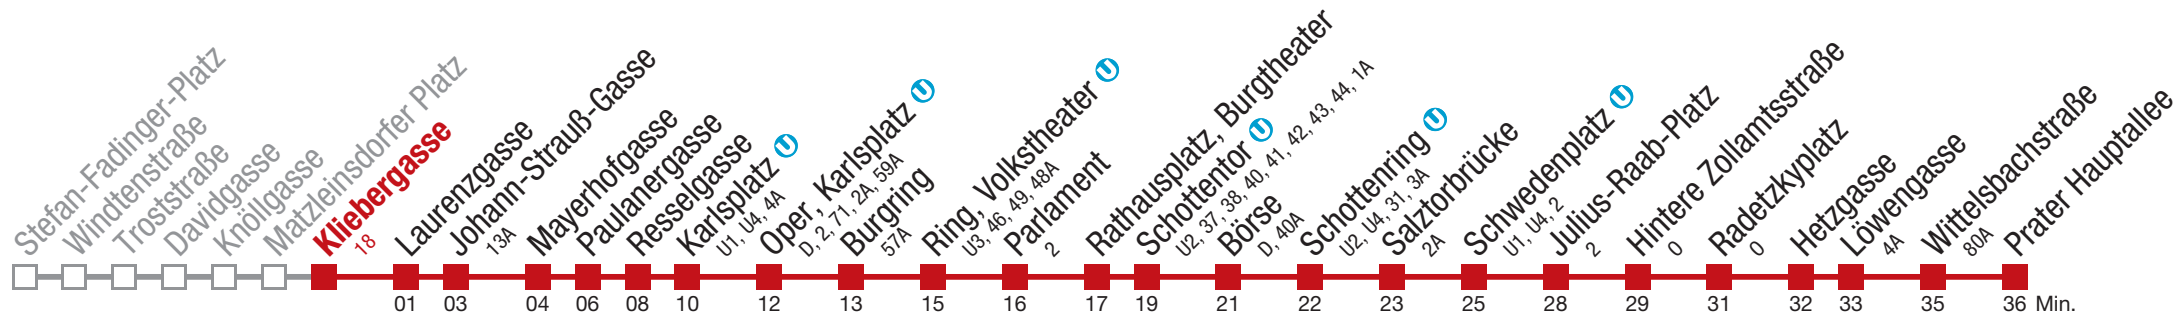 Stefan-Fadinger-Platz
Windtenstraße
Troststraße
Davidgasse
Knöllgasse
Matzleinsdorfer Platz
Kliebergasse
18
Laurenzgasse
Johann-Strauß-Gasse
13A
Mayerhofgasse
Paulanergasse
Resselgasse
Karlsplatz U
U1, U4, 4A
Oper, Karlsplatz U
D, 2, 71, 2A, 59A
Burgring
57A
Ring, Volkstheater U
U3, 46, 49, 48A
Parlament
2
Rathausplatz, Burgtheater
Schottentor U
U2, 37, 38, 40, 41, 42, 43, 44, 1A
Börse
D, 40A
Schottenring U
U2, U4, 31, 3A
Salztorbrücke
2A
Schwedenplatz U
U1, U4, 2
Julius-Raab-Platz
2
Hintere Zollamtsstraße
O
Radetzkyplatz
O
Hetzgasse
Löwengasse
4A
Wittelsbachstraße
80A
Prater Hauptallee
01 03 04 06 08 10 12 13 15 16 17 19 21 22 23 25 28 29 31 32 33 35 36 Min.